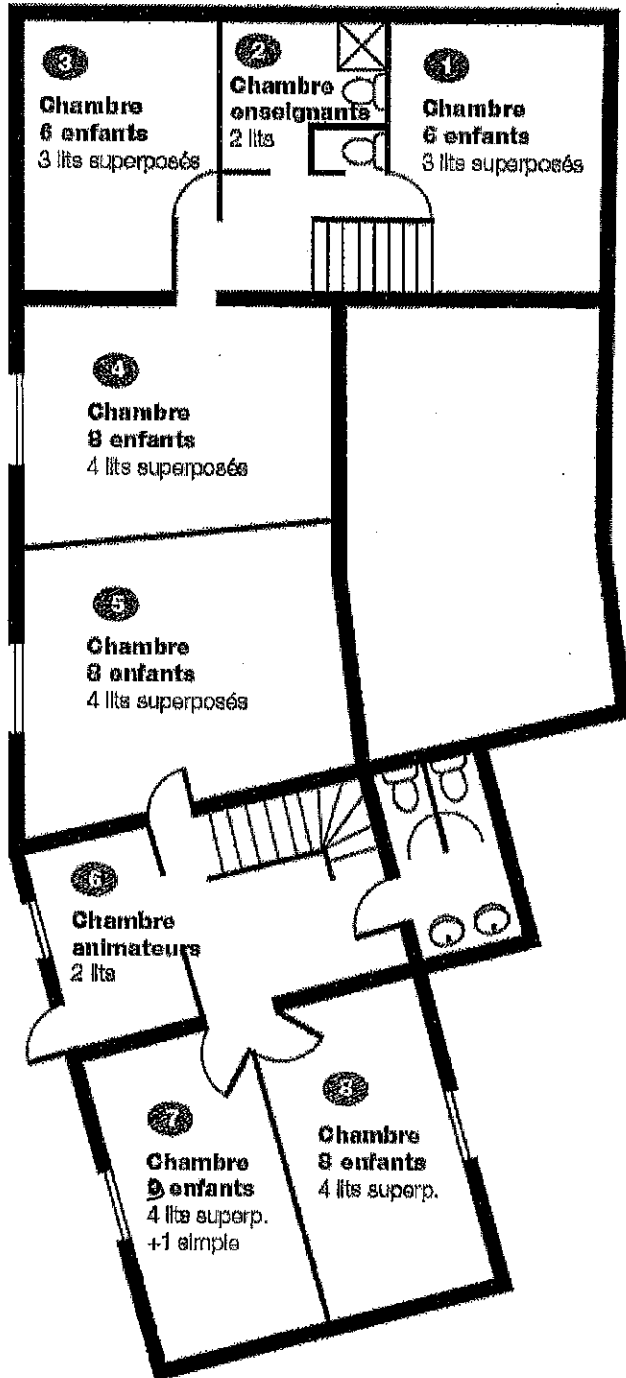 3
Chambre
6 enfants
3 lits superposés
2
Chambre
enseignants
2 lits
1
Chambre
6 enfants
3 lits superposés
4
Chambre
8 enfants
4 lits superposés
5
Chambre
8 enfants
4 lits superposés
6
Chambre
animateurs
2 lits
7
Chambre
9 enfants
4 lits superp.
+1 simple
8
Chambre
8 enfants
4 lits superp.